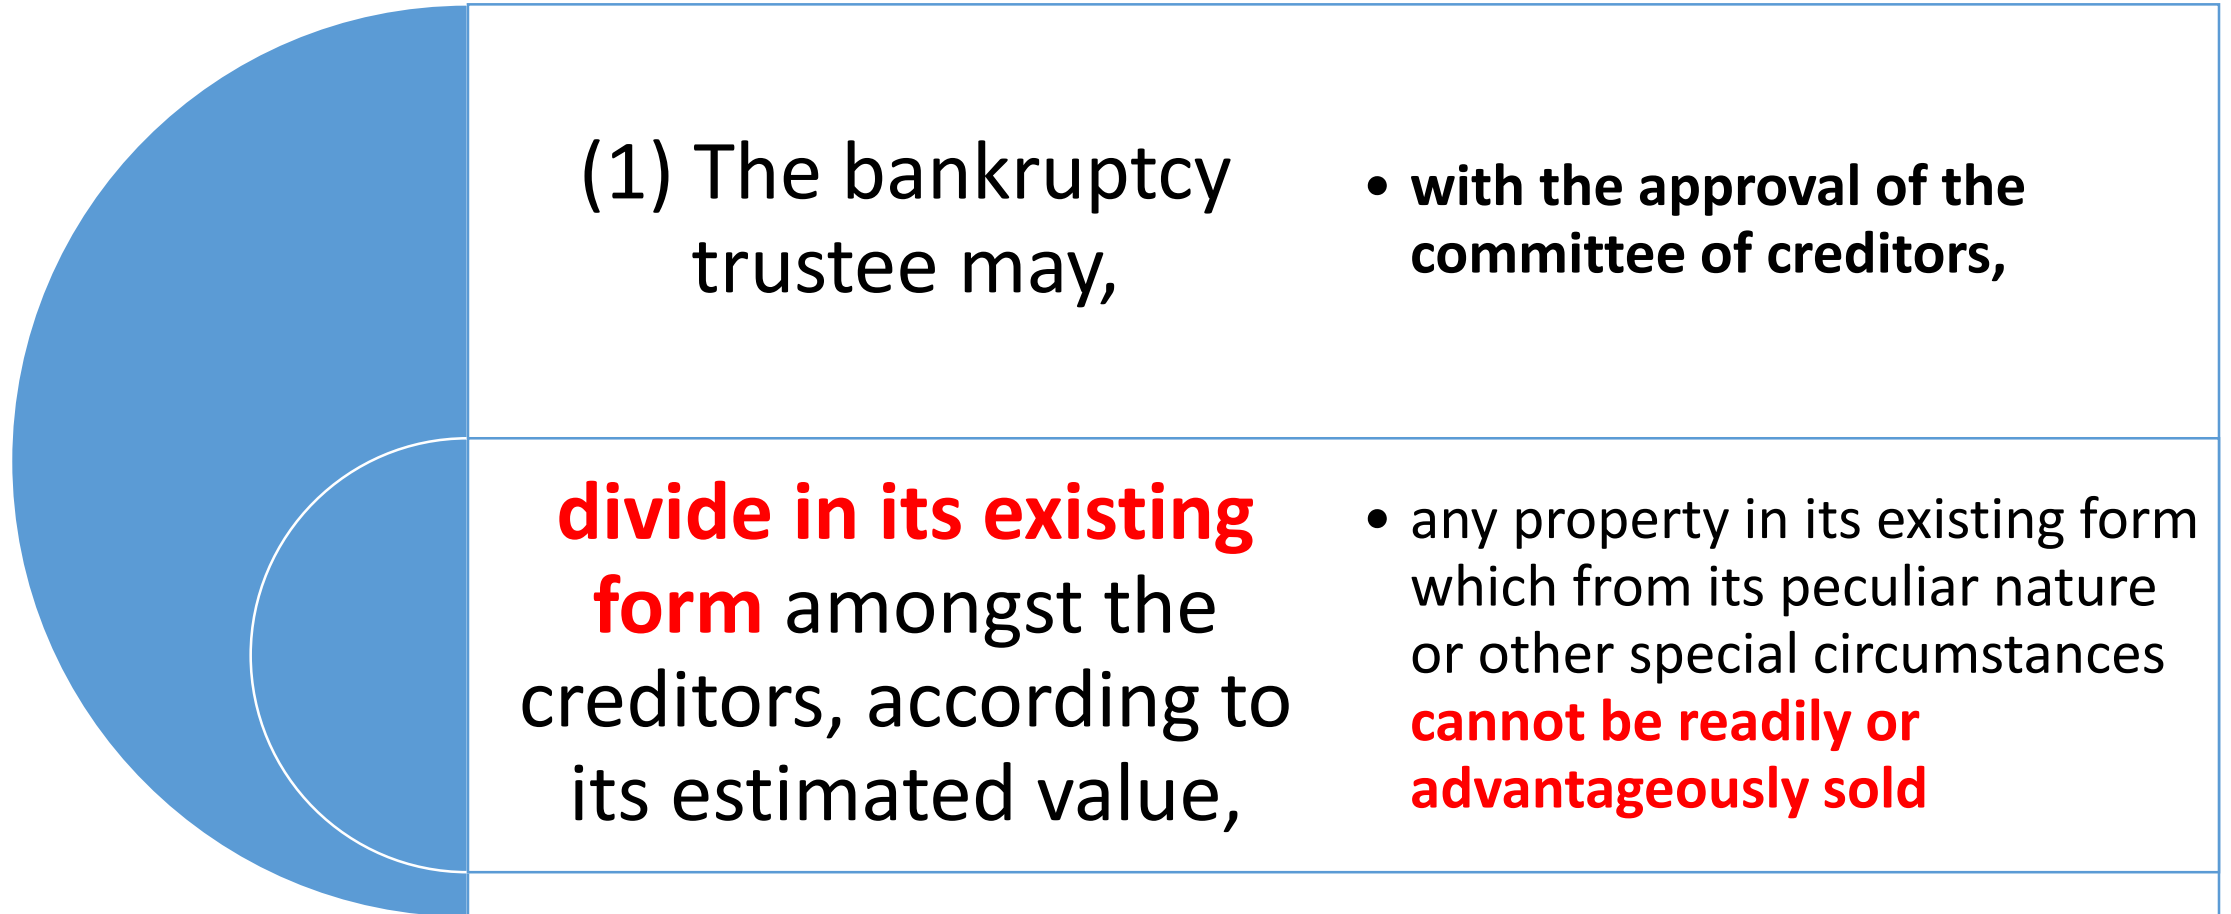 (1) The bankruptcy
trustee may,
• with the approval of the
committee of creditors,
divide in its existing
form amongst the
creditors, according to
its estimated value,
• any property in its existing form
which from its peculiar nature
or other special circumstances
cannot be readily or
advantageously sold